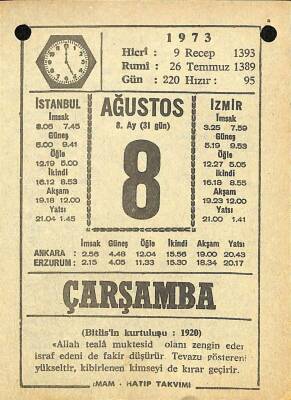 1973
Hicrî : 9 Recep 1393
Rumî : 26 Temmuz 1389
Gün : 220 Hızır : 95
İSTANBUL
İmsak
8.05 7.45
Güneş
5.00 9.41
Öğle
12.19 5.00
İkindi
16.12 8.53
Akşam
19.18 12.00
Yatsı
21.04 1.45
AĞUSTOS
8. Ay (31 gün)
8
İZMİR
İmsak
3.25 7.59
Güneş
5.19 9.53
Öğle
12.27 5.05
İkindi
16.18 8.55
Akşam
19.23 12.00
Yatsı
21.00 1.41
İmsak Güneş Öğle İkindi Akşam Yatsı
ANKARA : 2.56 4.48 12.04 15.56 19.00 20.43
ERZURUM : 2.15 4.05 11.33 15.30 18.34 20.17
ÇARŞAMBA
(Bitlis'in kurtuluşu : 1920)
«Allah tealâ muktesid olanı zengin eder
israf edeni de fakir düşürür. Tevazu göstereni
yükseltir, kibirlenen kimseyi de kırar geçirir.
İMAM - HATİP TAKVİMİ